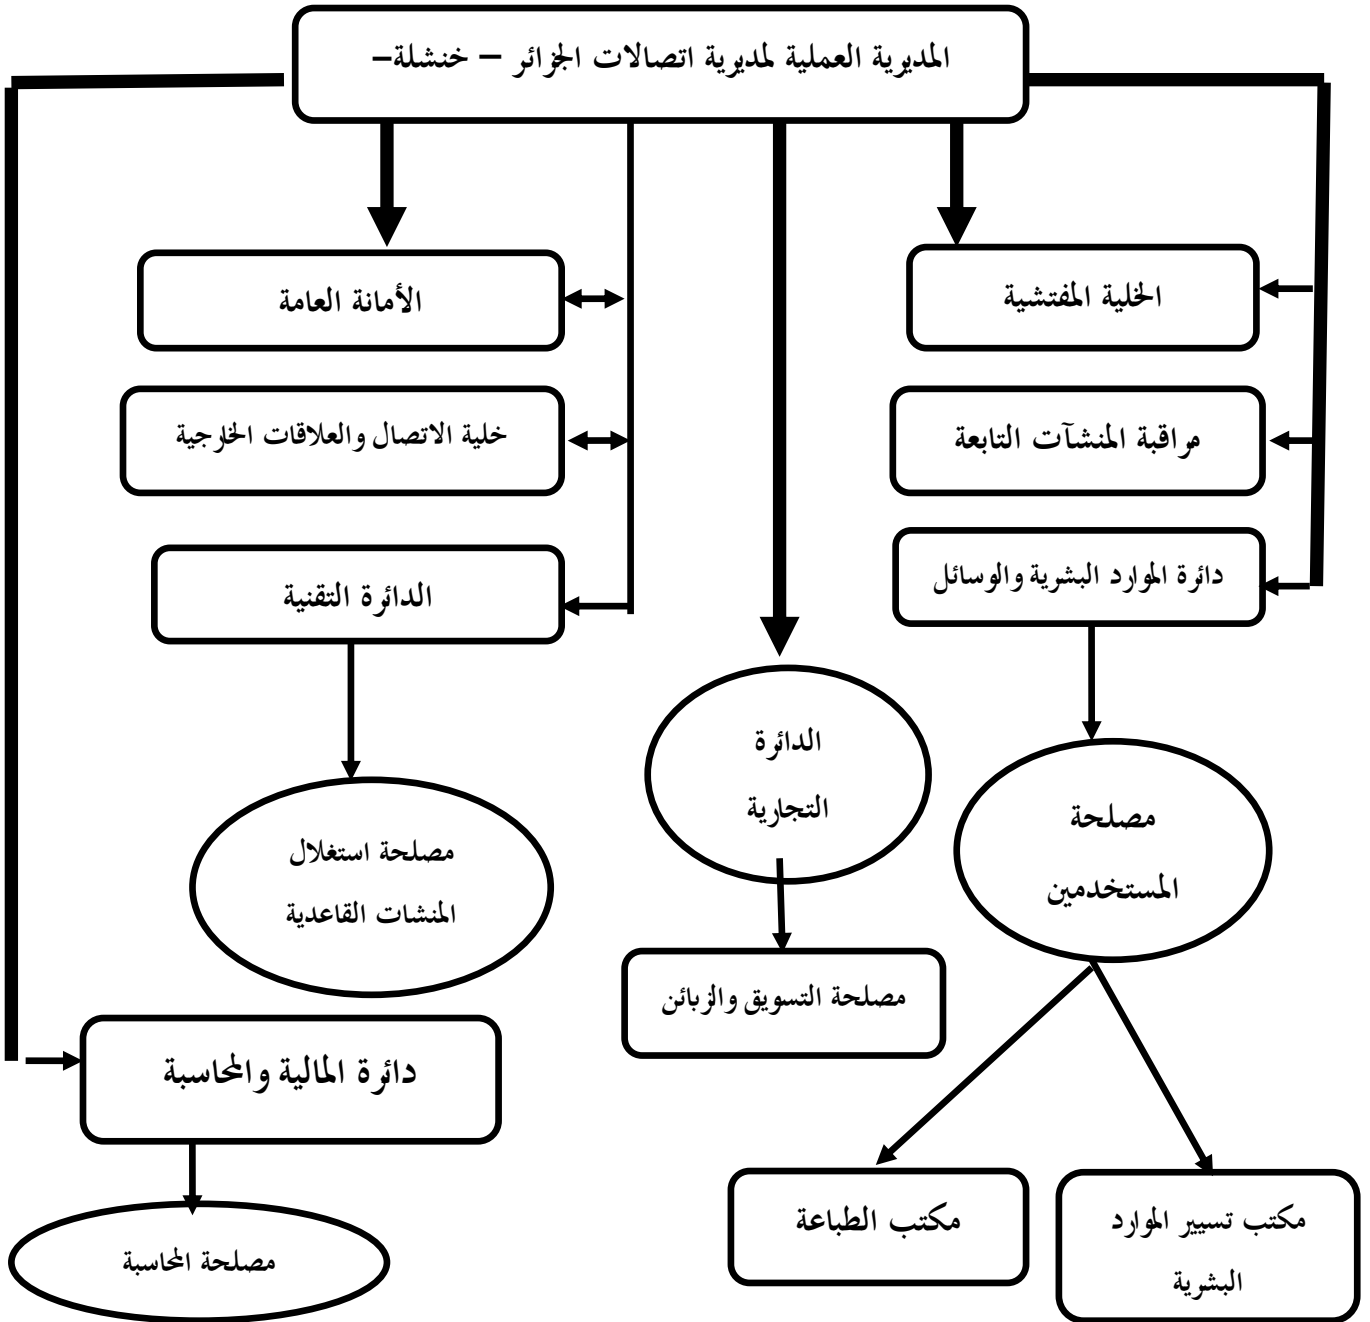 المديرية العملية لمديرية اتصالات الجزائر – خنشلة–
الخلية المفتشية
الأمانة العامة
مراقبة المنشآت التابعة
خلية الاتصال والعلاقات الخارجية
دائرة الموارد البشرية والوسائل
الدائرة التقنية
الدائرة
التجارية
مصلحة
المستخدمين
مصلحة استغلال
المنشات القاعدية
مصلحة التسويق والزبائن
دائرة المالية والمحاسبة
مكتب تسيير الموارد
البشرية
مكتب الطباعة
مصلحة المحاسبة